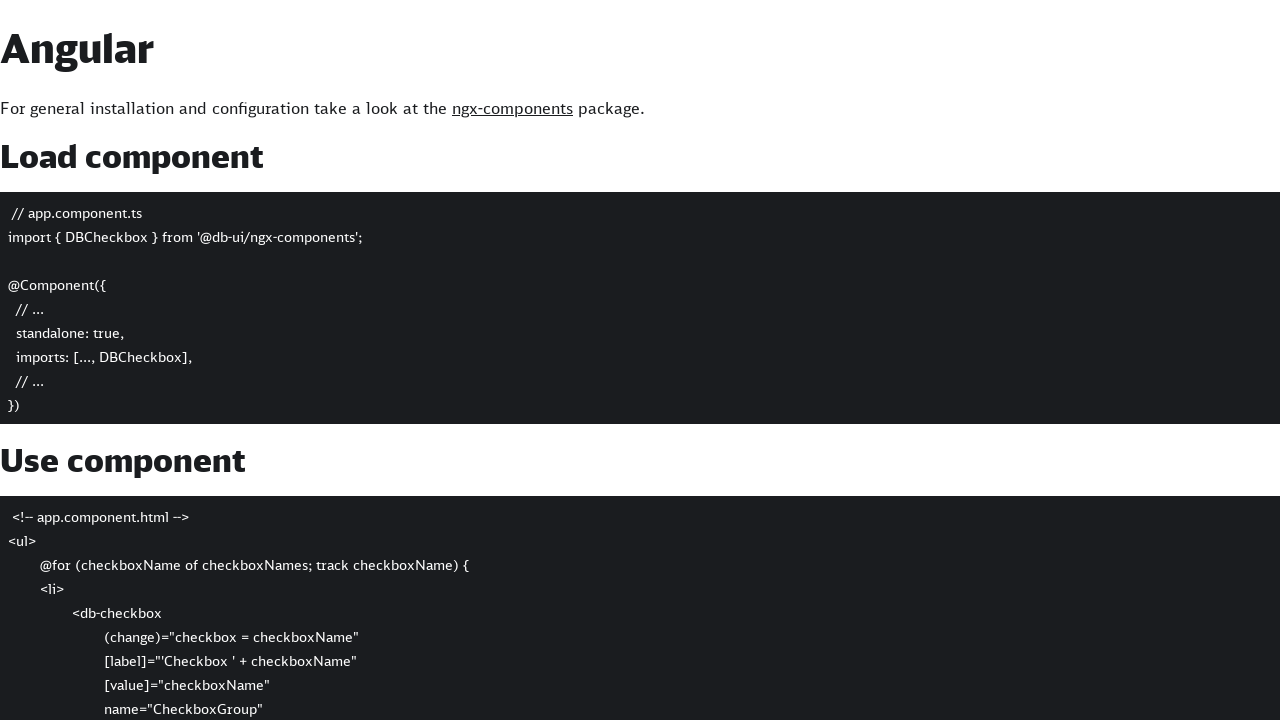 Angular
For general installation and configuration take a look at the ngx-components package.
Load component
// app.component.ts
import { DBCheckbox } from '@db-ui/ngx-components';
@Component({
  // ...
  standalone: true,
  imports: [..., DBCheckbox],
  // ...
})
Use component
<!-- app.component.html -->
<ul>
        @for (checkboxName of checkboxNames; track checkboxName) {
        <li>
                <db-checkbox
                        (change)="checkbox = checkboxName"
                        [label]="'Checkbox ' + checkboxName"
                        [value]="checkboxName"
                        name="CheckboxGroup"